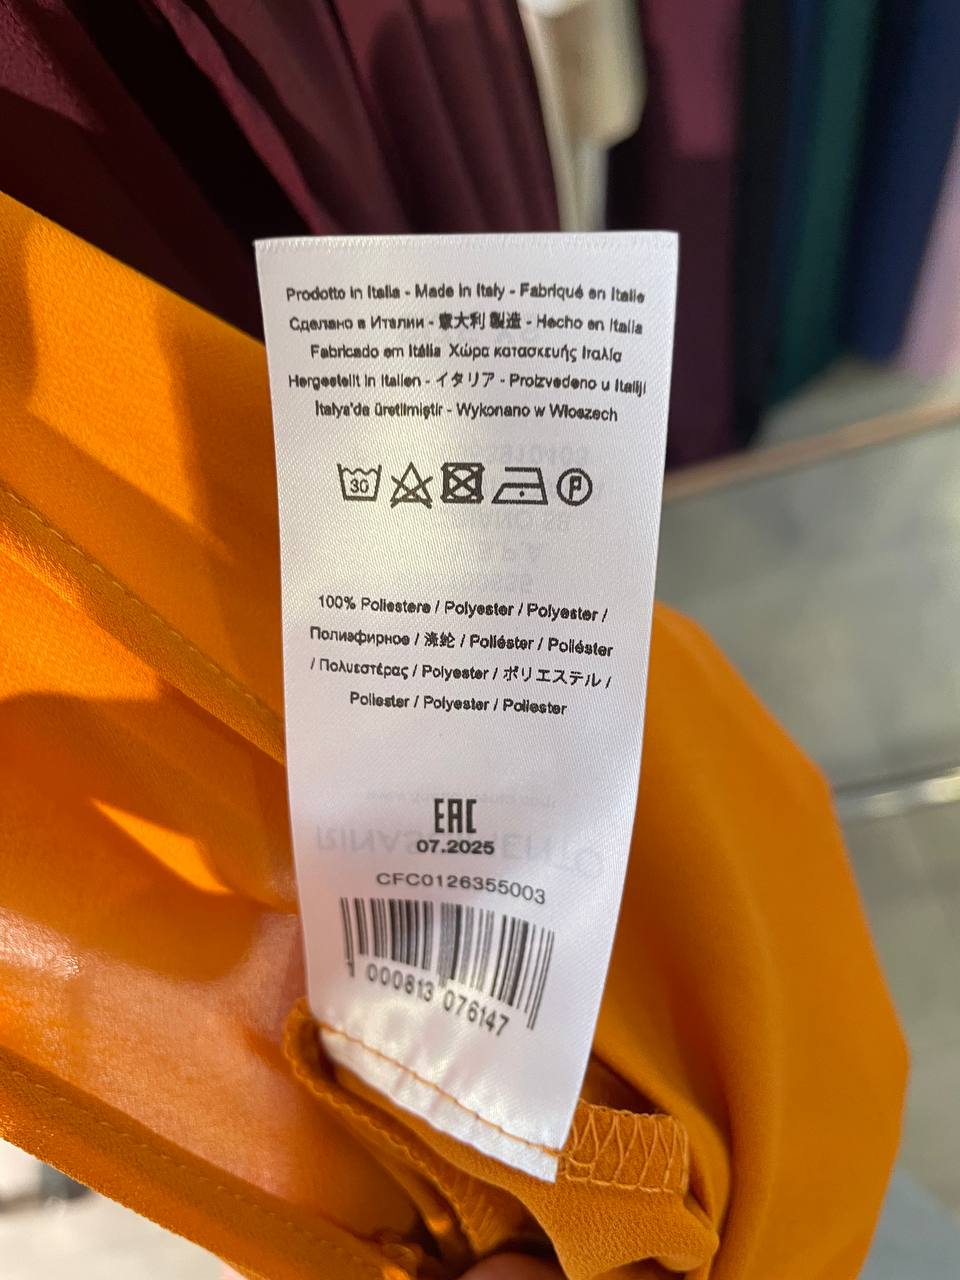 Prodotto in Italia - Made in Italy - Fabriqué en Italie
Сделано в Италии - 意大利 製造 - Hecho en Italia
Fabricado em Itália Χώρα κατασκευής Ιταλία
Hergestellt in Italien - イタリア - Proizvedeno u Italiji
İtalya'da üretilmiştir - Wykonano w Włoszech
30 P
100% Poliestere / Polyester / Polyester /
Полиэфирное / 涤纶 / Poliéster / Poliéster
/ Πολυεστέρας / Polyester / ポリエステル /
Poliester / Polyester / Poliester
EAC
07.2025
RINASCIMENTO
CFC0126355003
1 000813 076147